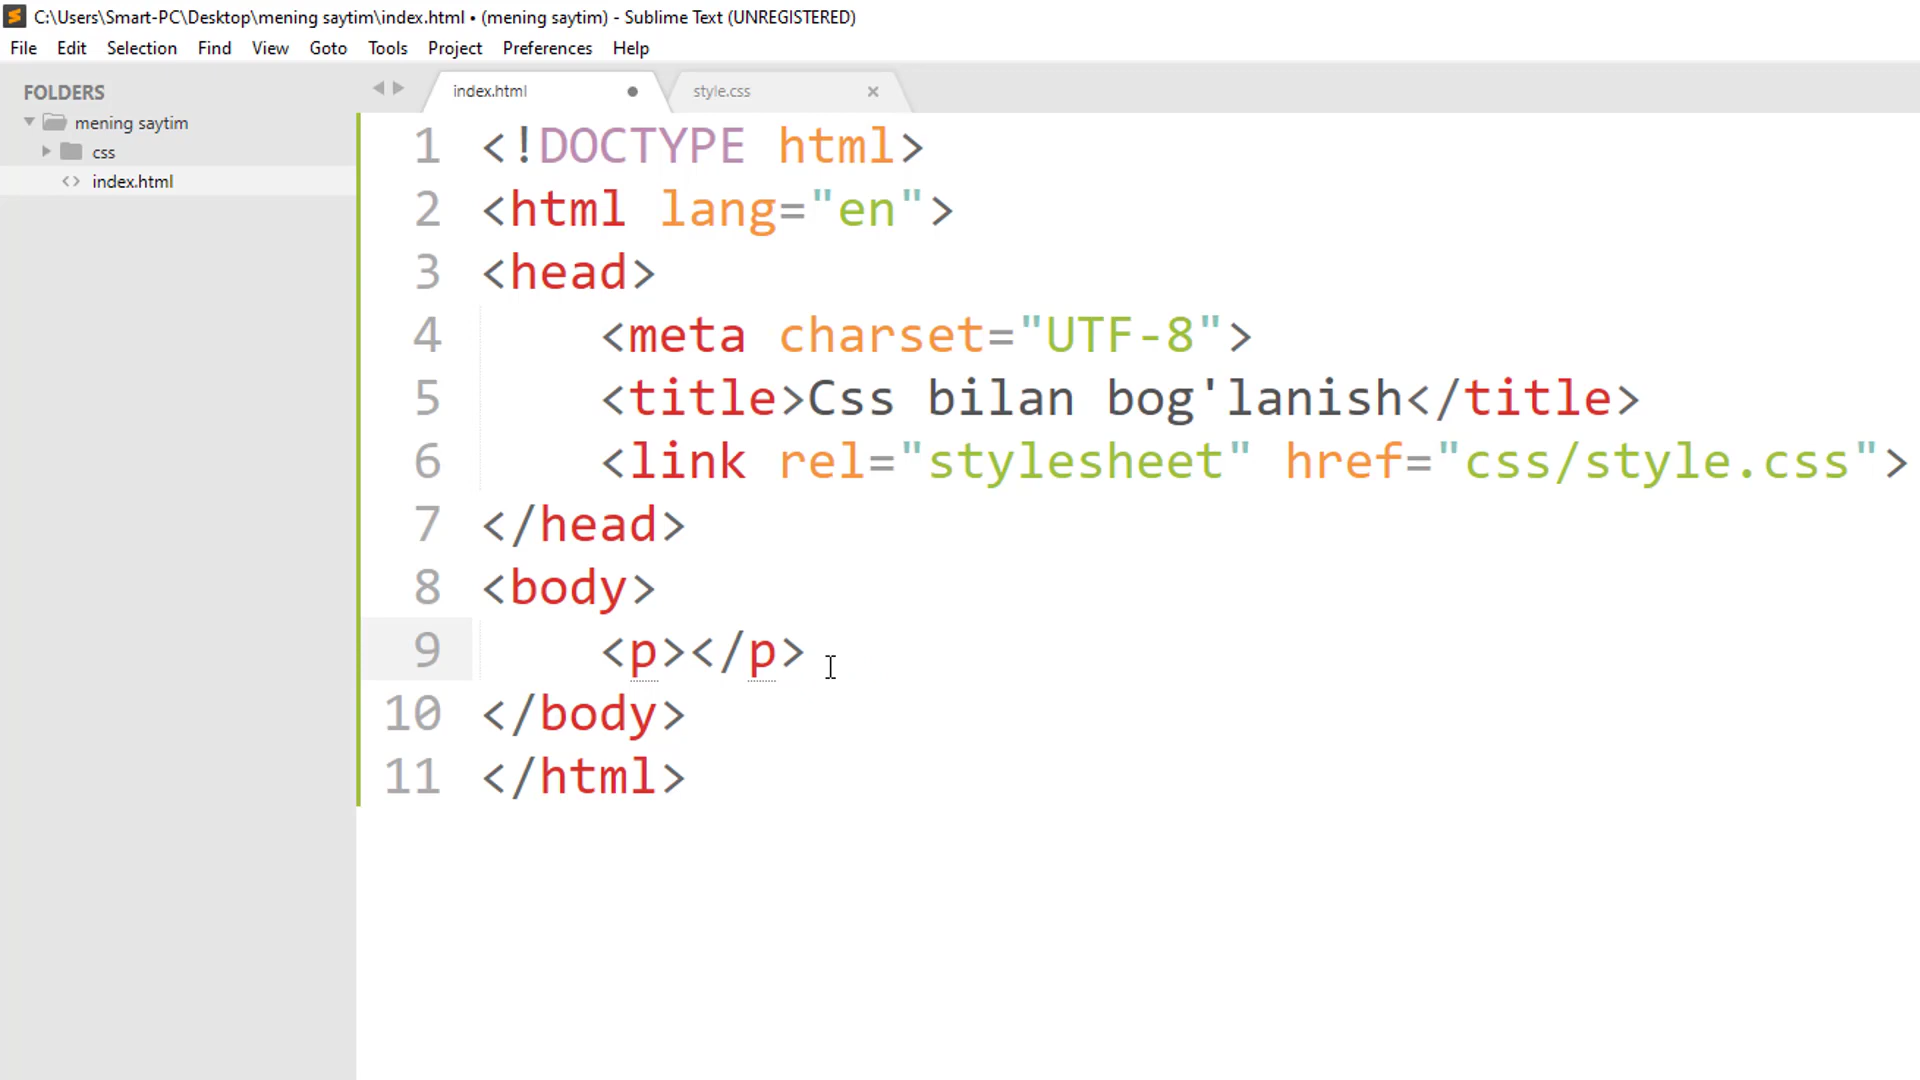 C:\Users\Smart-PC\Desktop\mening saytim\index.html • (mening saytim) - Sublime Text (UNREGISTERED)
File Edit Selection Find View Goto Tools Project Preferences Help
FOLDERS
mening saytim
css
index.html
index.html style.css
1 <!DOCTYPE html>
2 <html lang="en">
3 <head>
4 <meta charset="UTF-8">
5 <title>Css bilan bog'lanish</title>
6 <link rel="stylesheet" href="css/style.css">
7 </head>
8 <body>
9 <p></p>
10 </body>
11 </html>